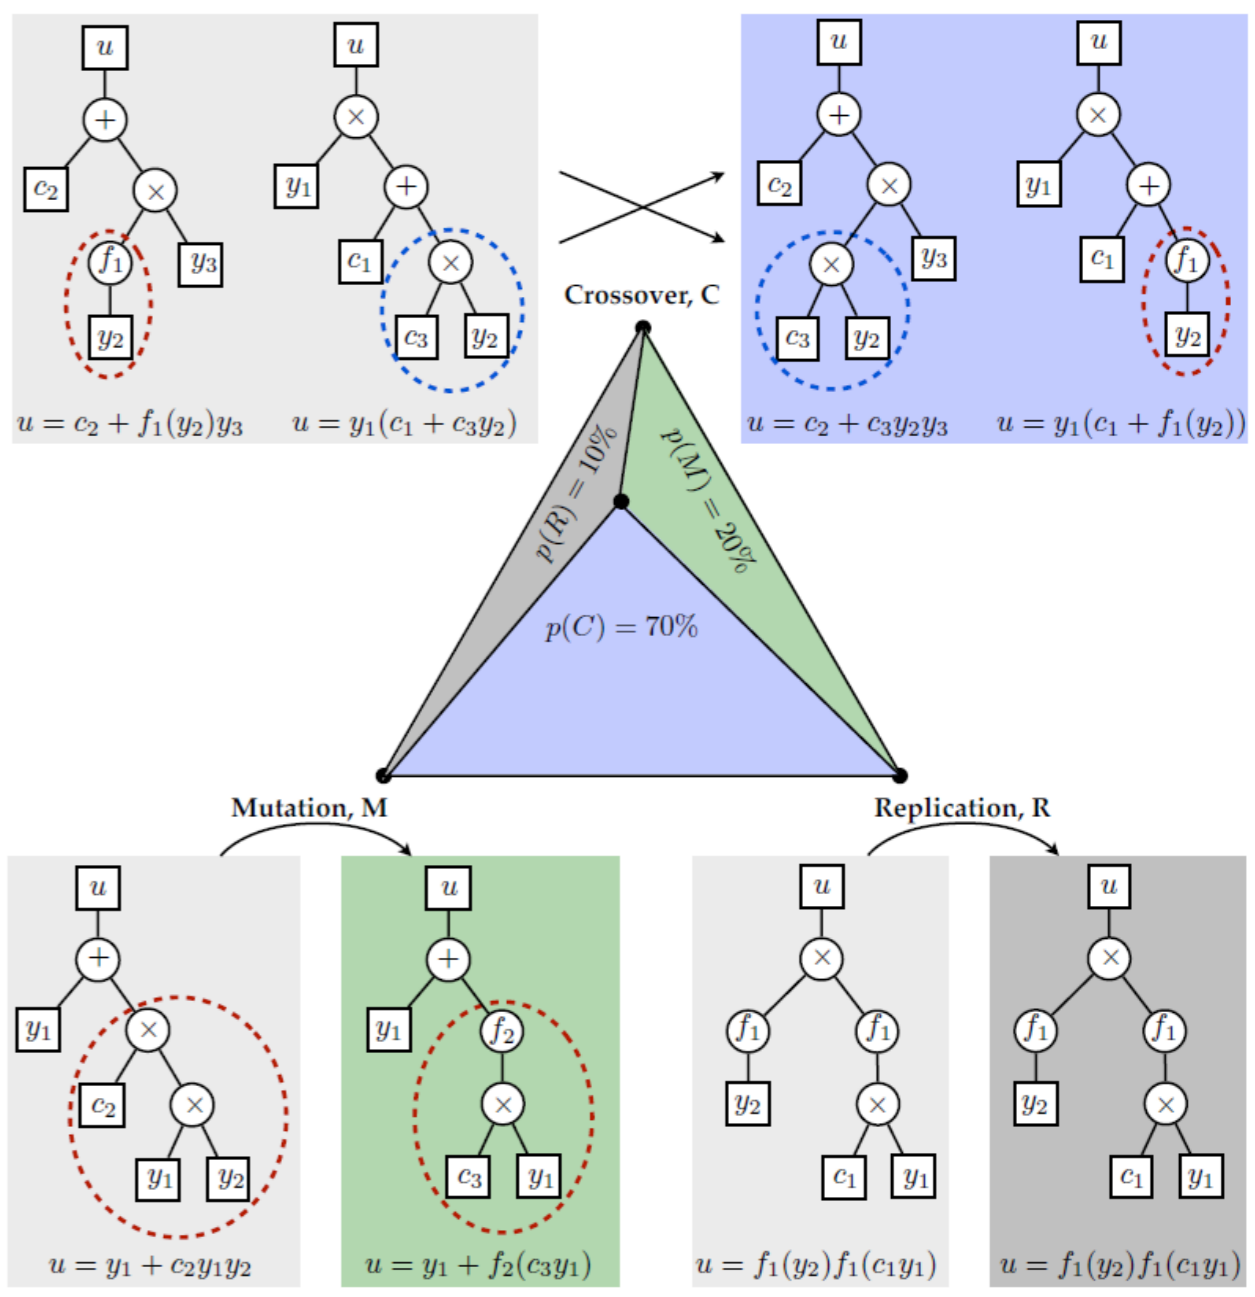 u u u u
+ × + ×
c₂ × y₁ + c₂ × y₁ +
f₁ y₃ c₁ × × y₃ c₁ f₁
y₂ c₃ y₂ c₃ y₂ y₂
u = c₂ + f₁(y₂)y₃ u = y₁(c₁ + c₃y₂) u = c₂ + c₃y₂y₃ u = y₁(c₁ + f₁(y₂))
Crossover, C
p(R) = 10%
p(M) = 20%
p(C) = 70%
Mutation, M
Replication, R
u u u u
+ + × ×
y₁ × y₁ f₂ f₁ f₁ f₁ f₁
c₂ × × y₂ × y₂ ×
y₁ y₂ c₃ y₁ c₁ y₁ c₁ y₁
u = y₁ + c₂y₁y₂ u = y₁ + f₂(c₃y₁) u = f₁(y₂)f₁(c₁y₁) u = f₁(y₂)f₁(c₁y₁)